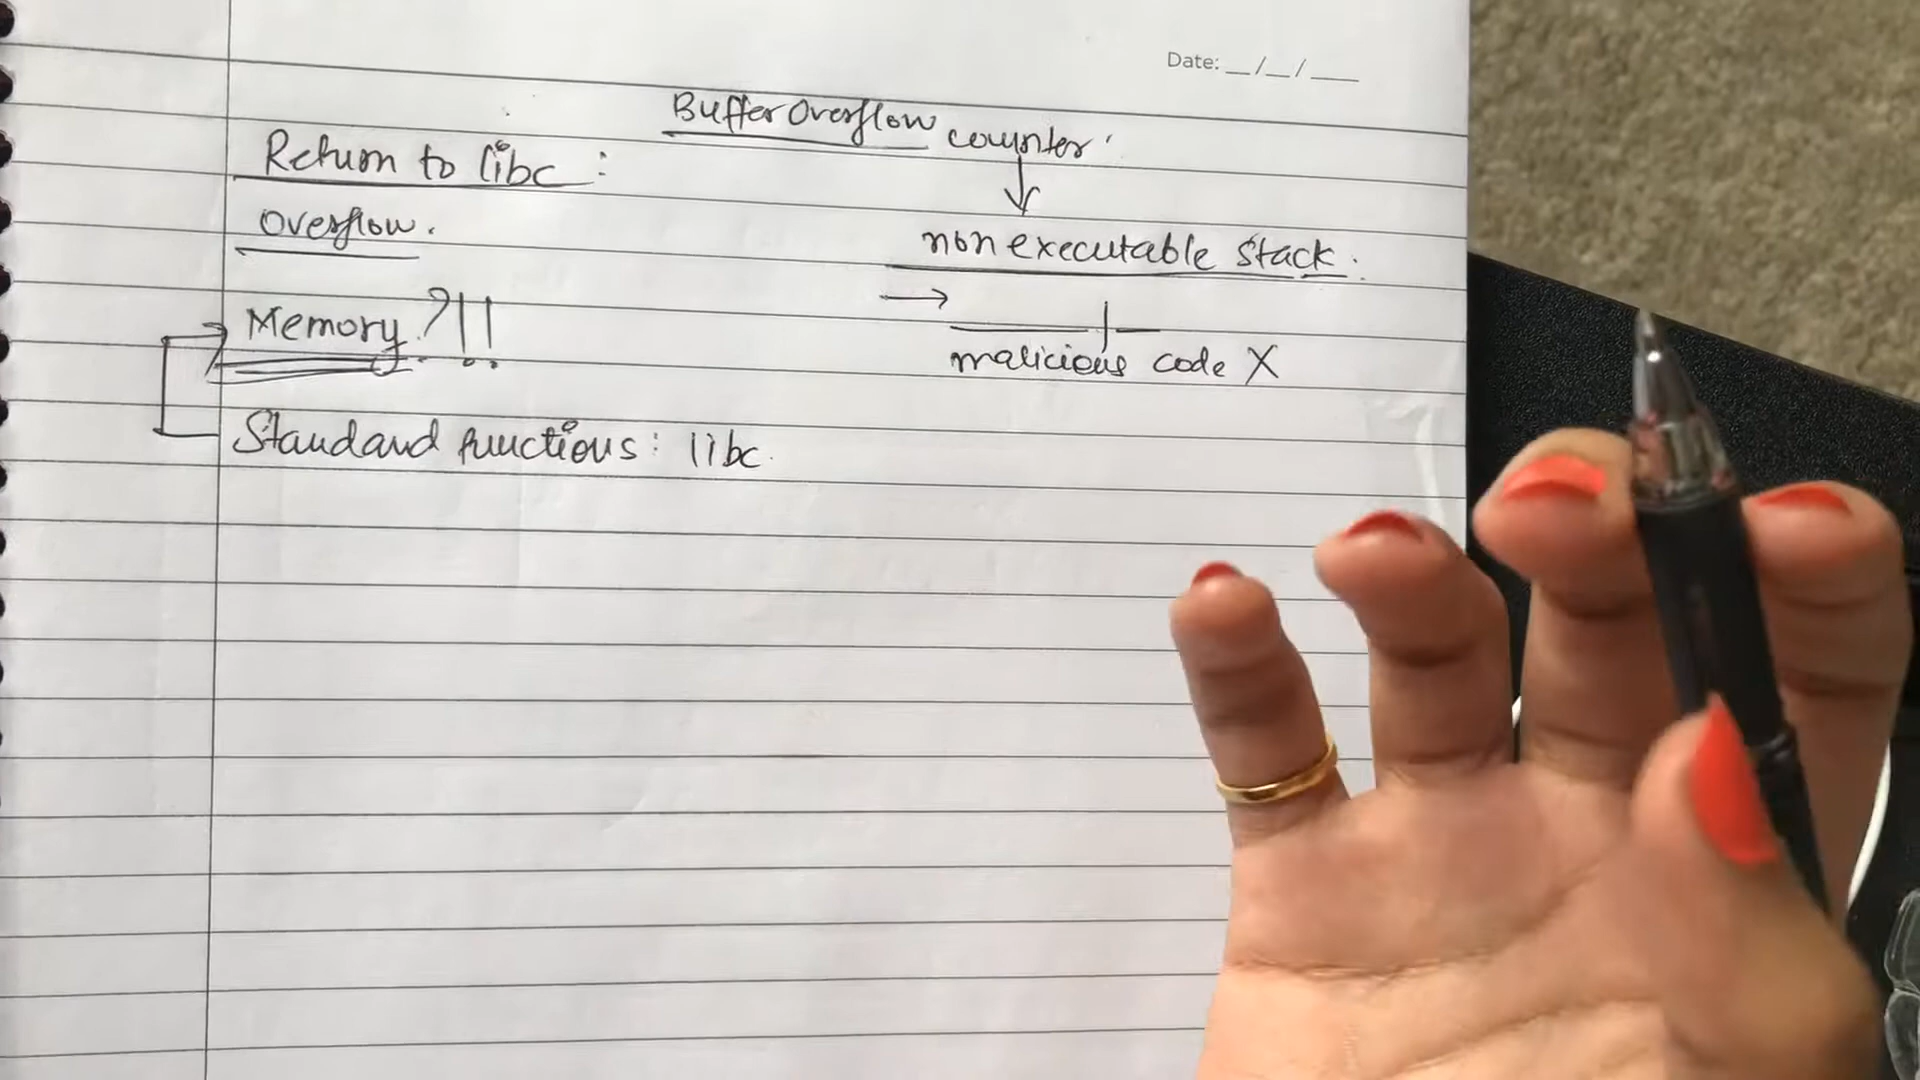 Date: __/__/___
Buffer Overflow counter.
Return to libc :
Overflow.
non executable stack.
Memory ?!!
malicious code X
Standard functions: libc.